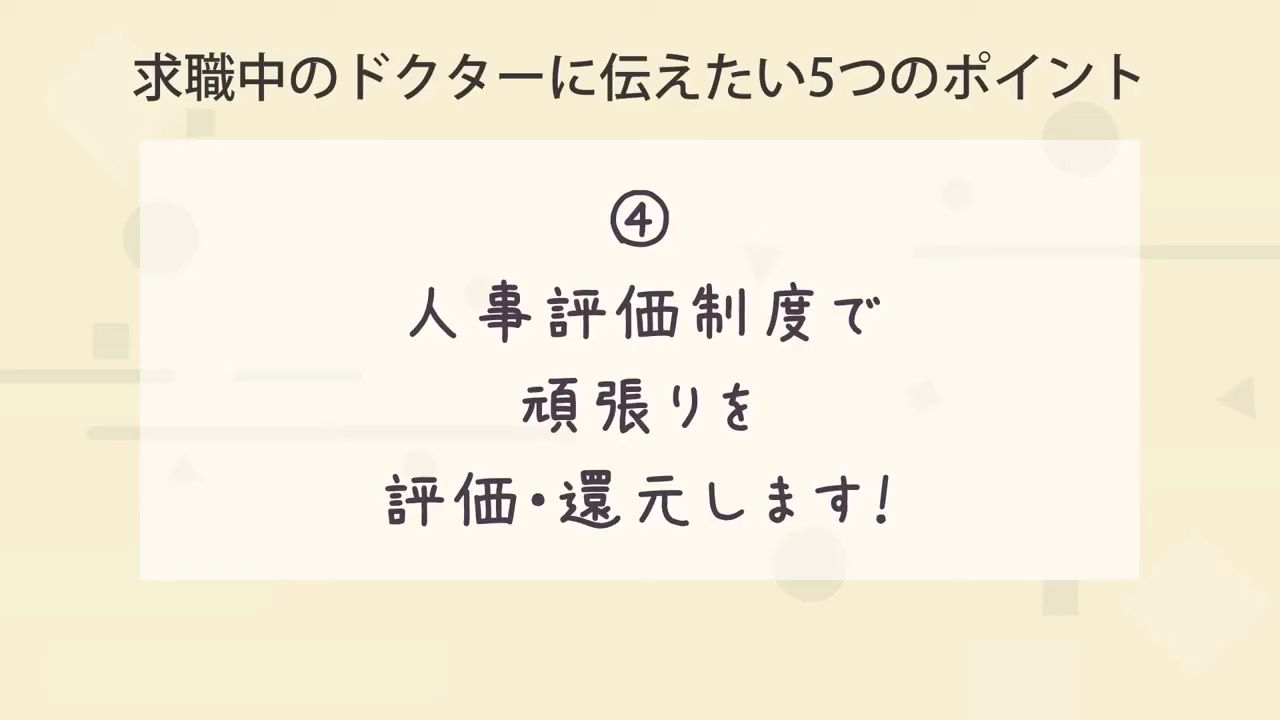 求職中のドクターに伝えたい5つのポイント
④
人事評価制度で
頑張りを
評価・還元します!